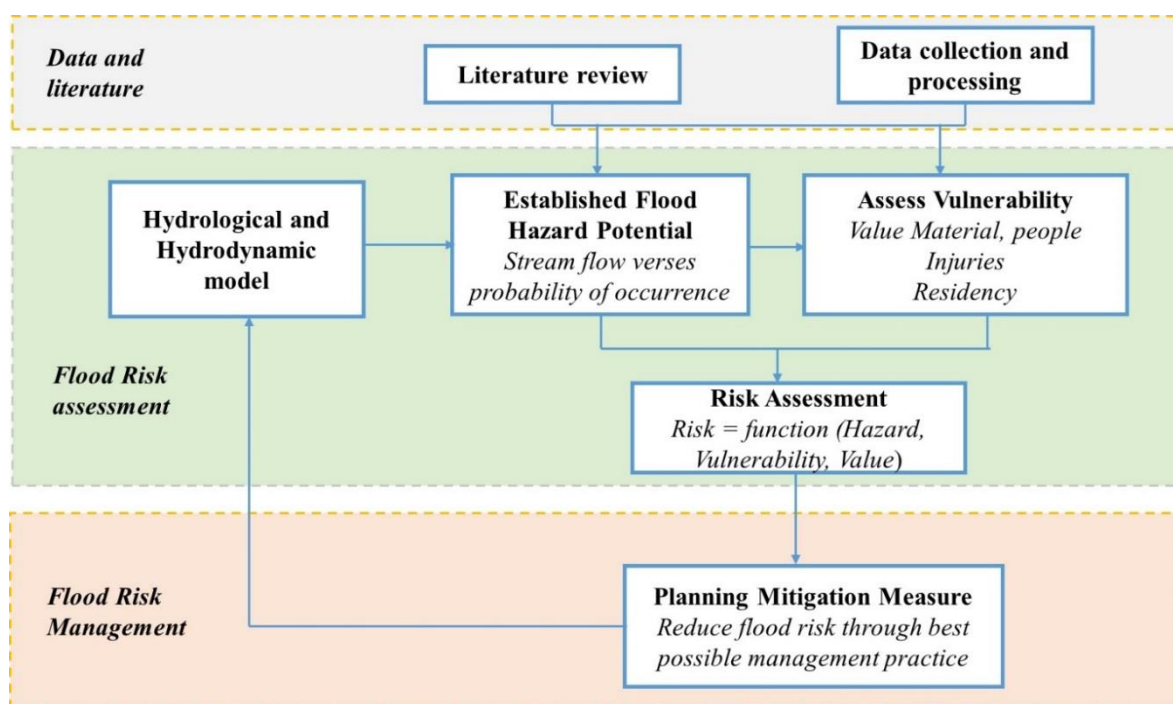 Data and
literature
Literature review
Data collection and
processing
Hydrological and
Hydrodynamic
model
Established Flood
Hazard Potential
Stream flow verses
probability of occurrence
Assess Vulnerability
Value Material, people
Injuries
Residency
Flood Risk
assessment
Risk Assessment
Risk = function (Hazard,
Vulnerability, Value)
Flood Risk
Management
Planning Mitigation Measure
Reduce flood risk through best
possible management practice